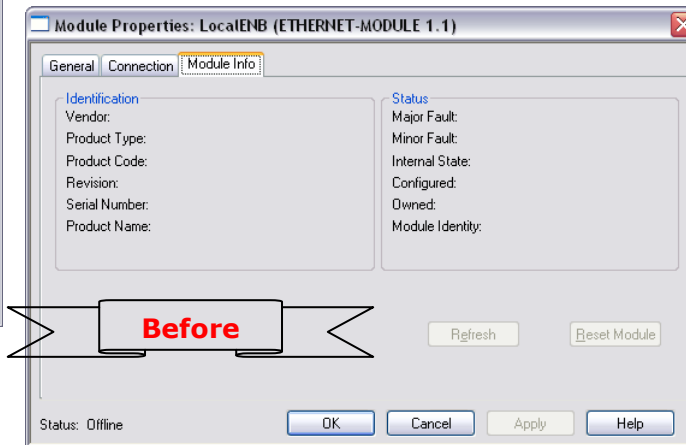 Module Properties: LocalENB (ETHERNET-MODULE 1.1)
General Connection Module Info
Identification
Vendor:
Product Type:
Product Code:
Revision:
Serial Number:
Product Name:
Status
Major Fault:
Minor Fault:
Internal State:
Configured:
Owned:
Module Identity:
Before
Refresh Reset Module
Status: Offline OK Cancel Apply Help